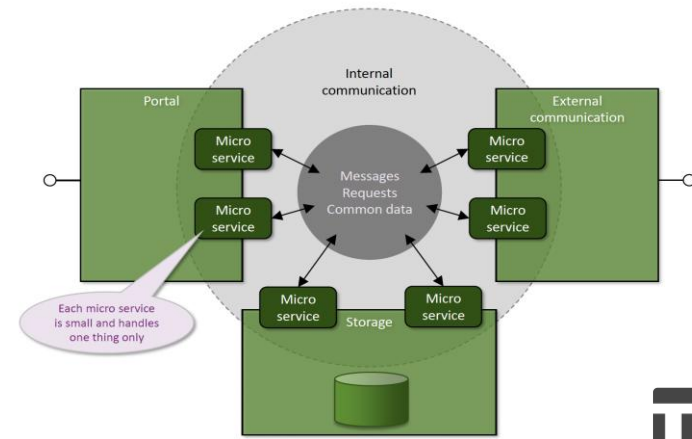 Internal
communication
Portal
External
communication
Micro
service
Micro
service
Messages
Requests
Common data
Micro
service
Micro
service
Each micro service
is small and handles
one thing only
Micro
service
Micro
service
Storage